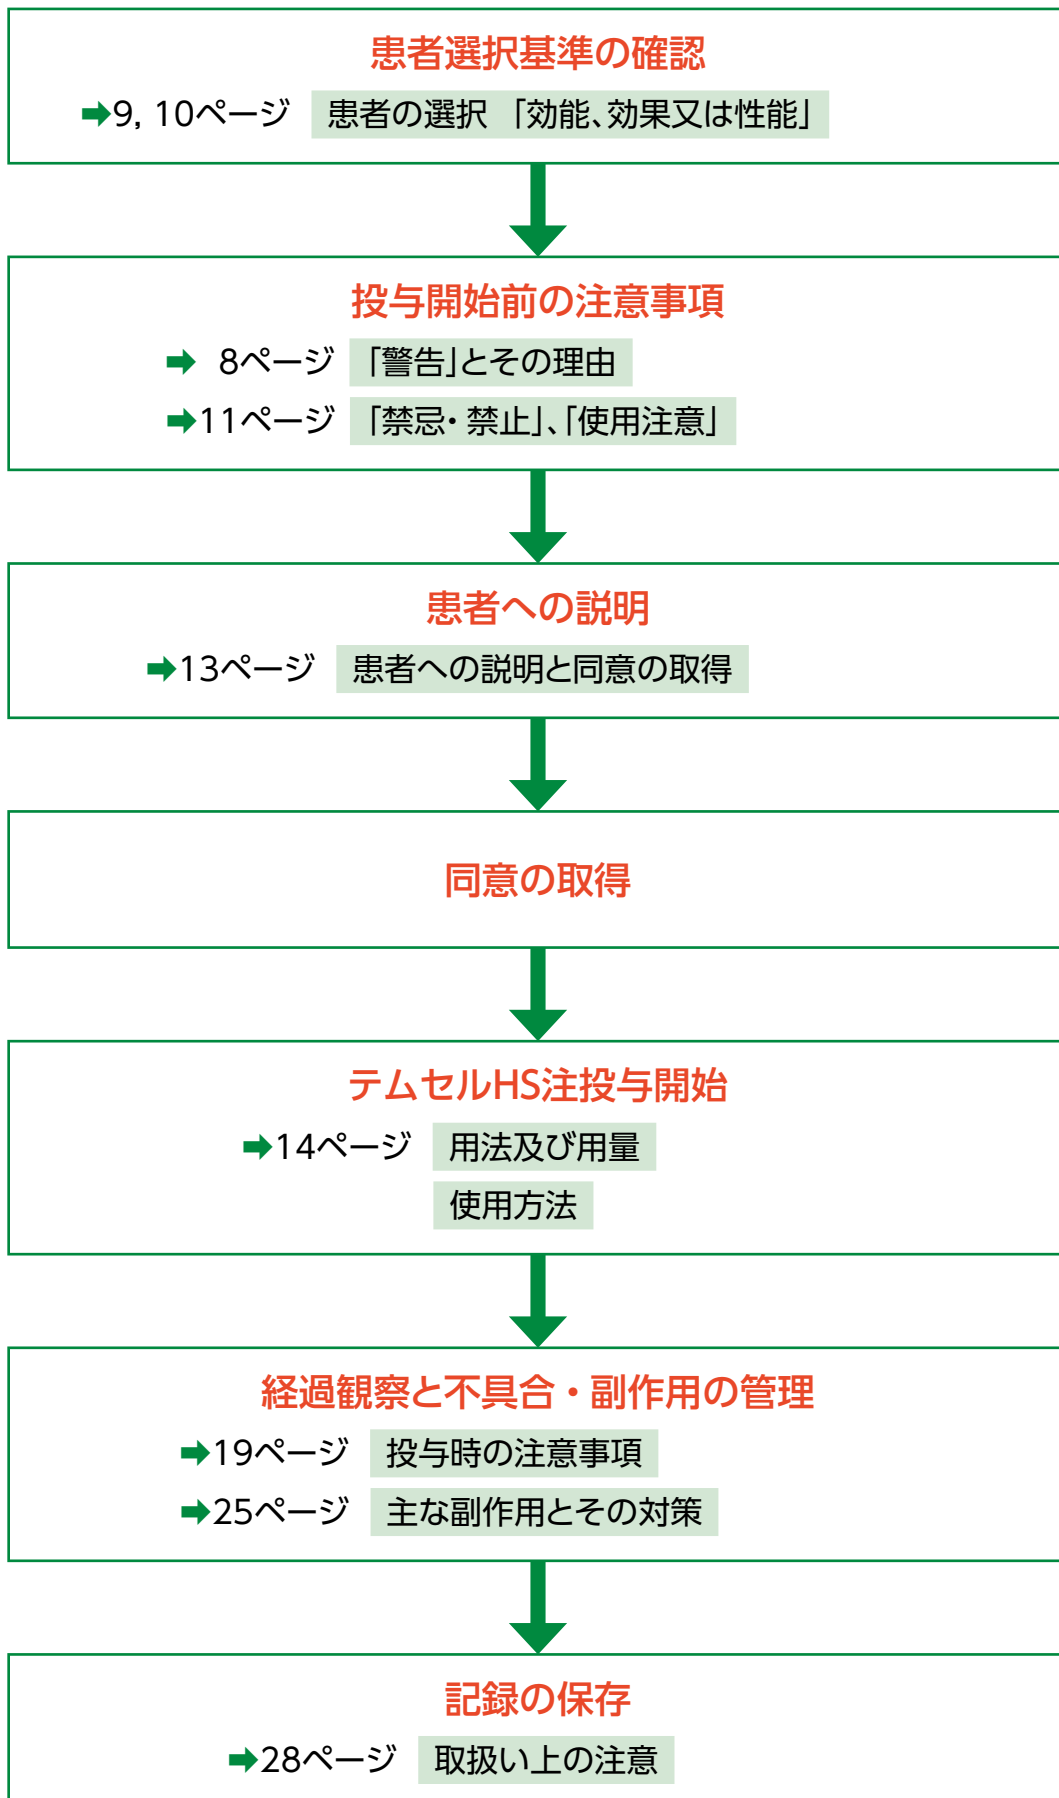 患者選択基準の確認
➡9, 10ページ 患者の選択 「効能、効果又は性能」
投与開始前の注意事項
➡ 8ページ 「警告」とその理由
➡11ページ 「禁忌・禁止」、「使用注意」
患者への説明
➡13ページ 患者への説明と同意の取得
同意の取得
テムセルHS注投与開始
➡14ページ 用法及び用量
使用方法
経過観察と不具合・副作用の管理
➡19ページ 投与時の注意事項
➡25ページ 主な副作用とその対策
記録の保存
➡28ページ 取扱い上の注意